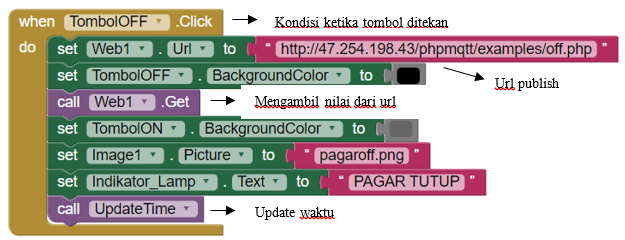 when TombolOFF .Click Kondisi ketika tombol ditekan
do set Web1 . Url to "http://47.254.198.43/phpmqtt/examples/off.php"
set TombolOFF . BackgroundColor to Url publish
call Web1 .Get Mengambil nilai dari url
set TombolON . BackgroundColor to
set Image1 . Picture to "pagaroff.png"
set Indikator_Lamp . Text to "PAGAR TUTUP"
call UpdateTime Update waktu